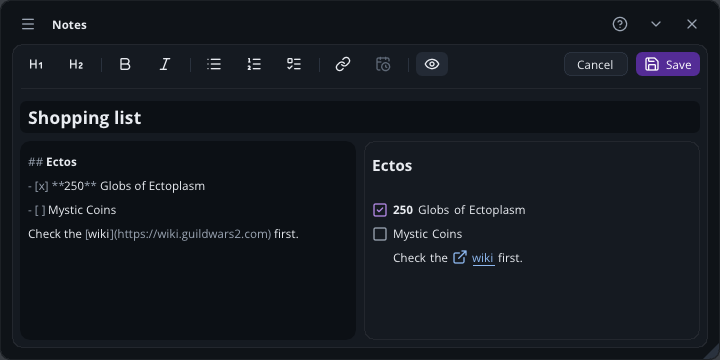 Notes
H1 H2 B I
Cancel Save
Shopping list
## Ectos
- [x] **250** Globs of Ectoplasm
- [ ] Mystic Coins
Check the [wiki](https://wiki.guildwars2.com) first.
Ectos
250 Globs of Ectoplasm
Mystic Coins
Check the wiki first.